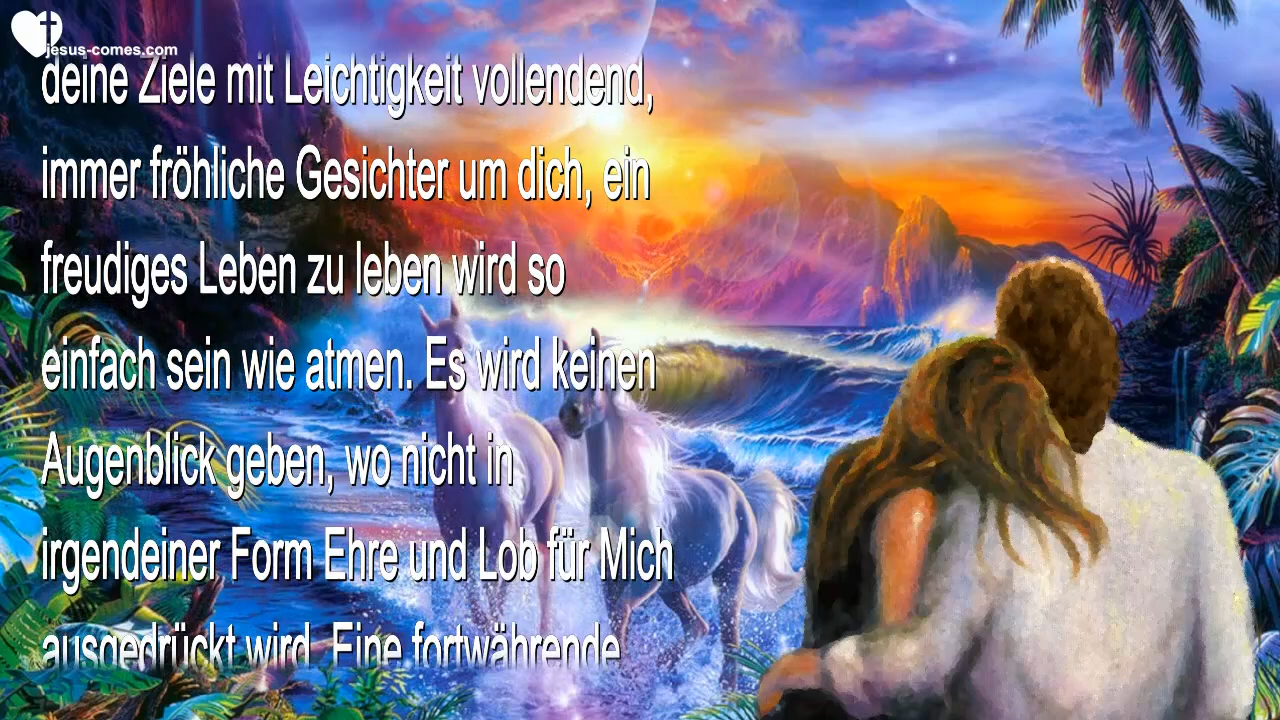 jesus-comes.com
deine Ziele mit Leichtigkeit vollendend,
immer fröhliche Gesichter um dich, ein
freudiges Leben zu leben wird so
einfach sein wie atmen. Es wird keinen
Augenblick geben, wo nicht in
irgendeiner Form Ehre und Lob für Mich
ausgedrückt wird. Eine fortwährende